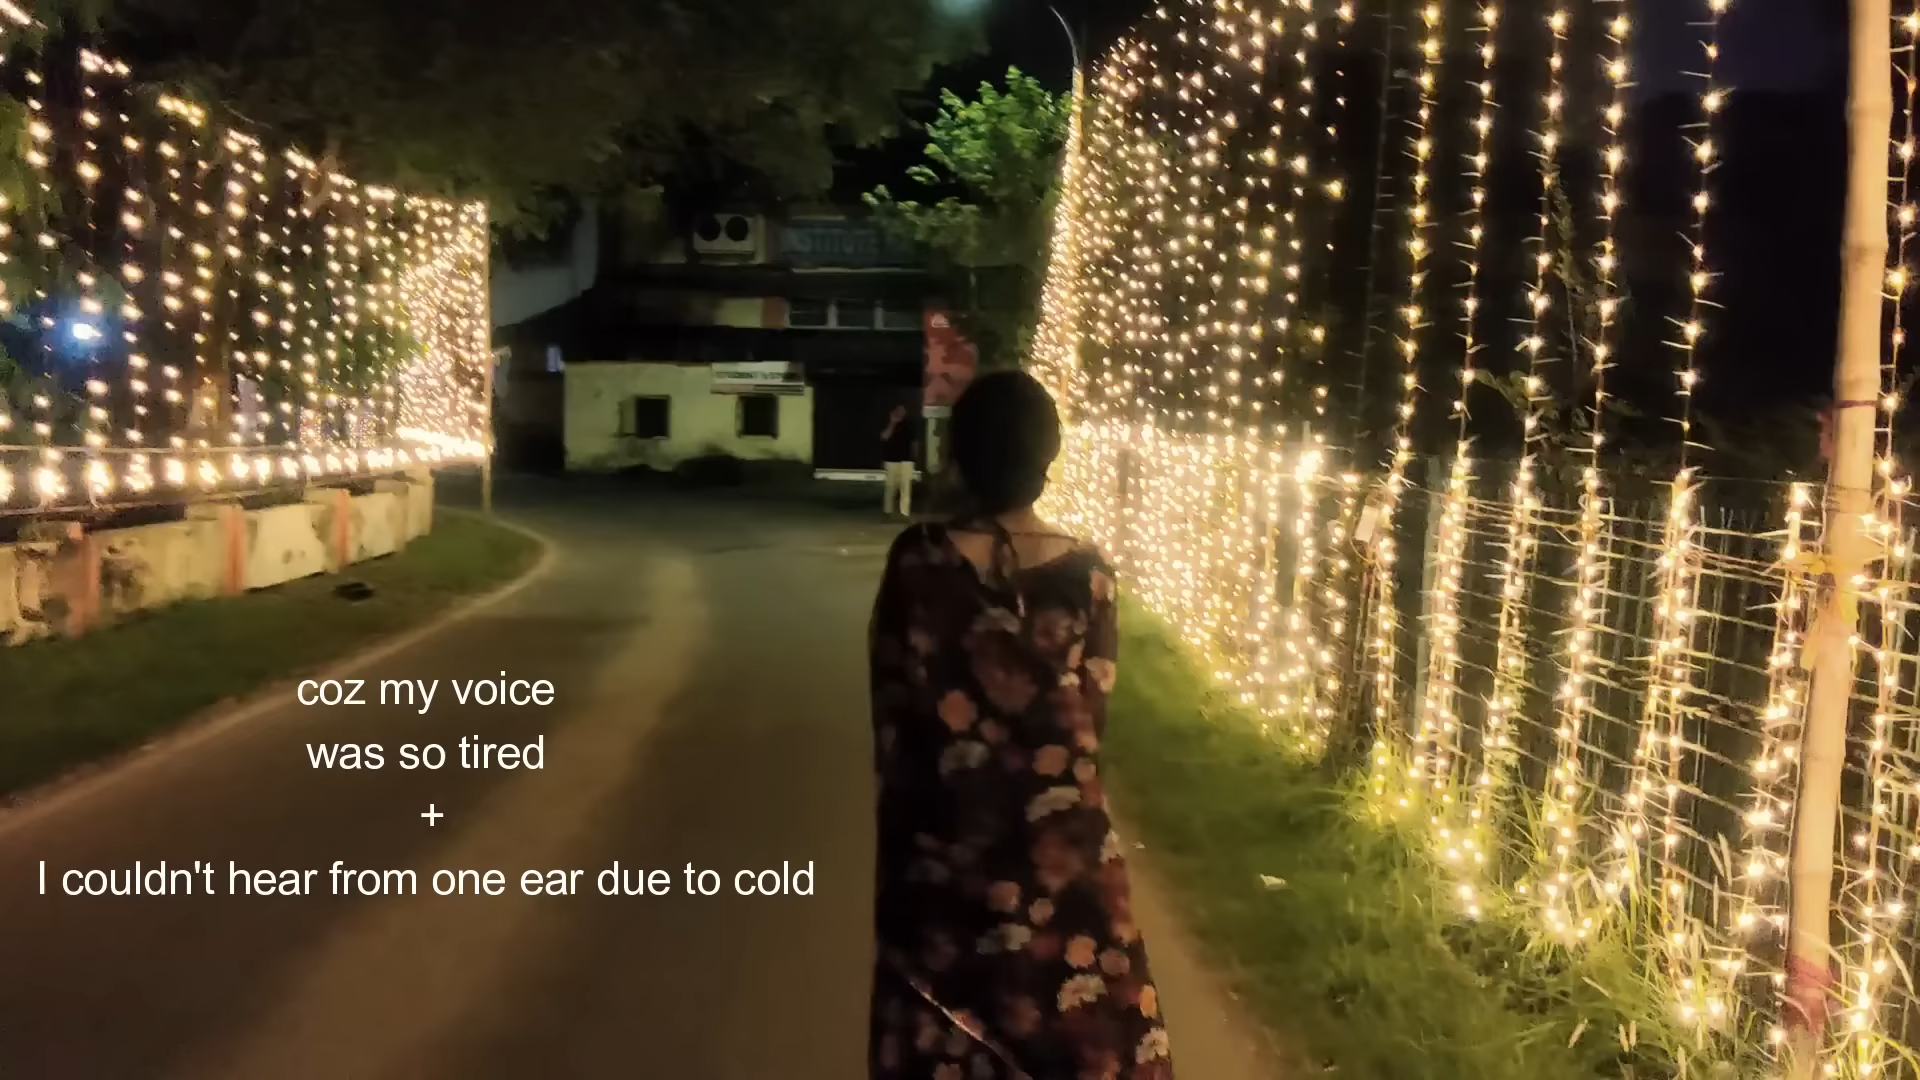 coz my voice
was so tired
+
I couldn't hear from one ear due to cold